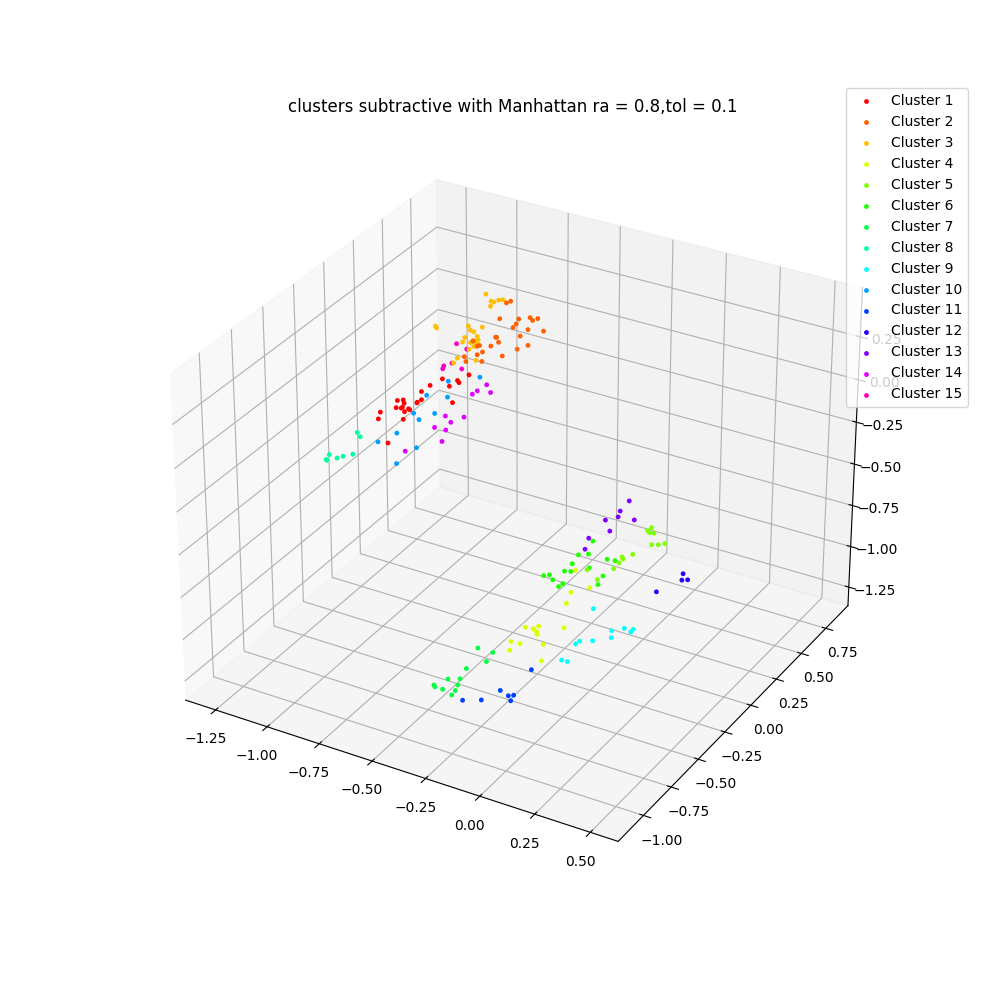 clusters subtractive with Manhattan ra = 0.8,tol = 0.1
Cluster 1
Cluster 2
Cluster 3
Cluster 4
Cluster 5
Cluster 6
Cluster 7
Cluster 8
Cluster 9
Cluster 10
Cluster 11
Cluster 12
Cluster 13
Cluster 14
Cluster 15
0.25
0.00
−0.25
−0.50
−0.75
−1.00
−1.25
0.75
0.50
0.25
0.00
−0.25
−0.50
−0.75
−1.00
−1.25
−1.00
−0.75
−0.50
−0.25
0.00
0.25
0.50